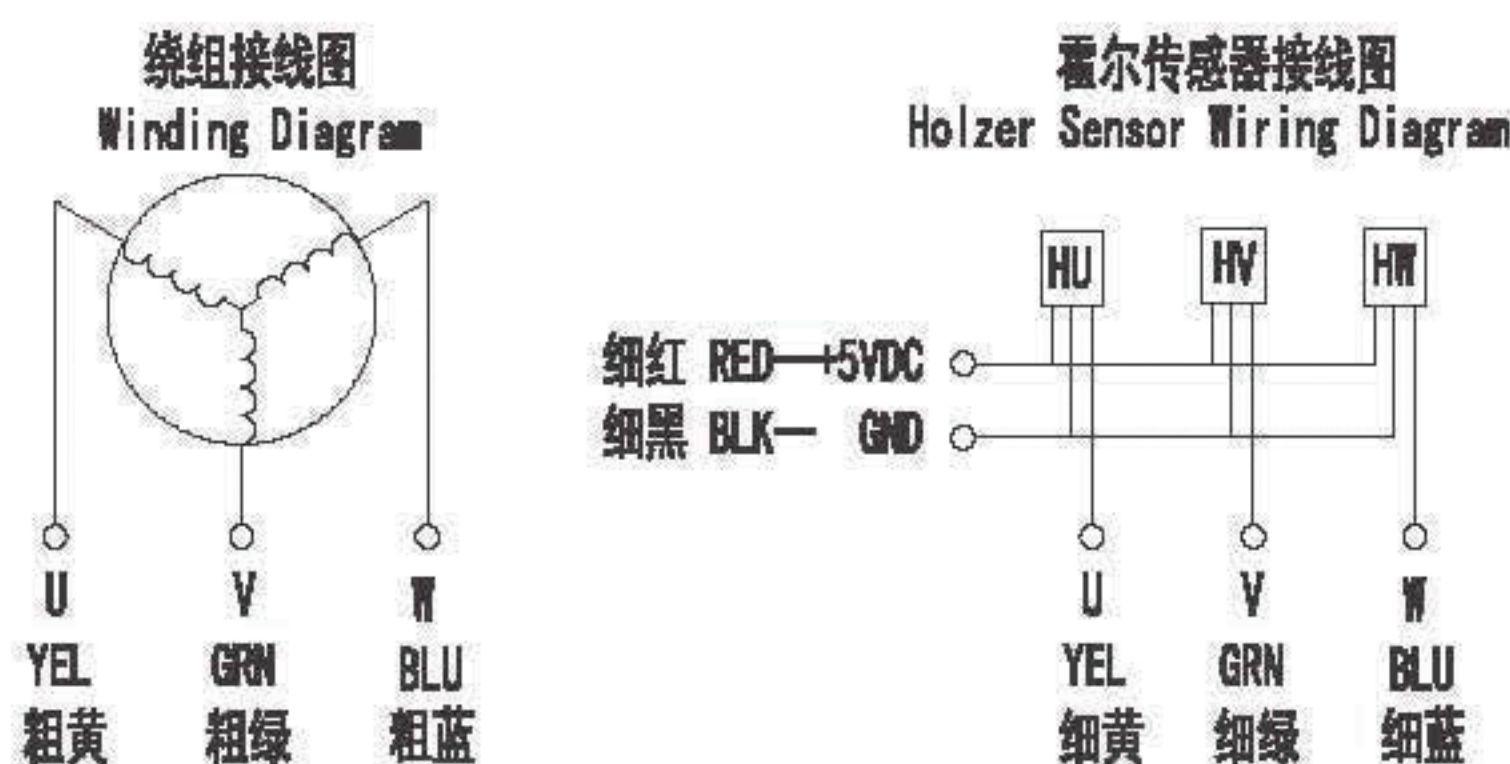 绕组接线图
Winding Diagram
U
V
W
YEL
GRN
BLU
粗黄
粗绿
粗蓝
霍尔传感器接线图
Holzer Sensor Wiring Diagram
HU
HV
HW
细红 RED—+5VDC
细黑 BLK— GND
U
V
W
YEL
GRN
BLU
细黄
细绿
细蓝